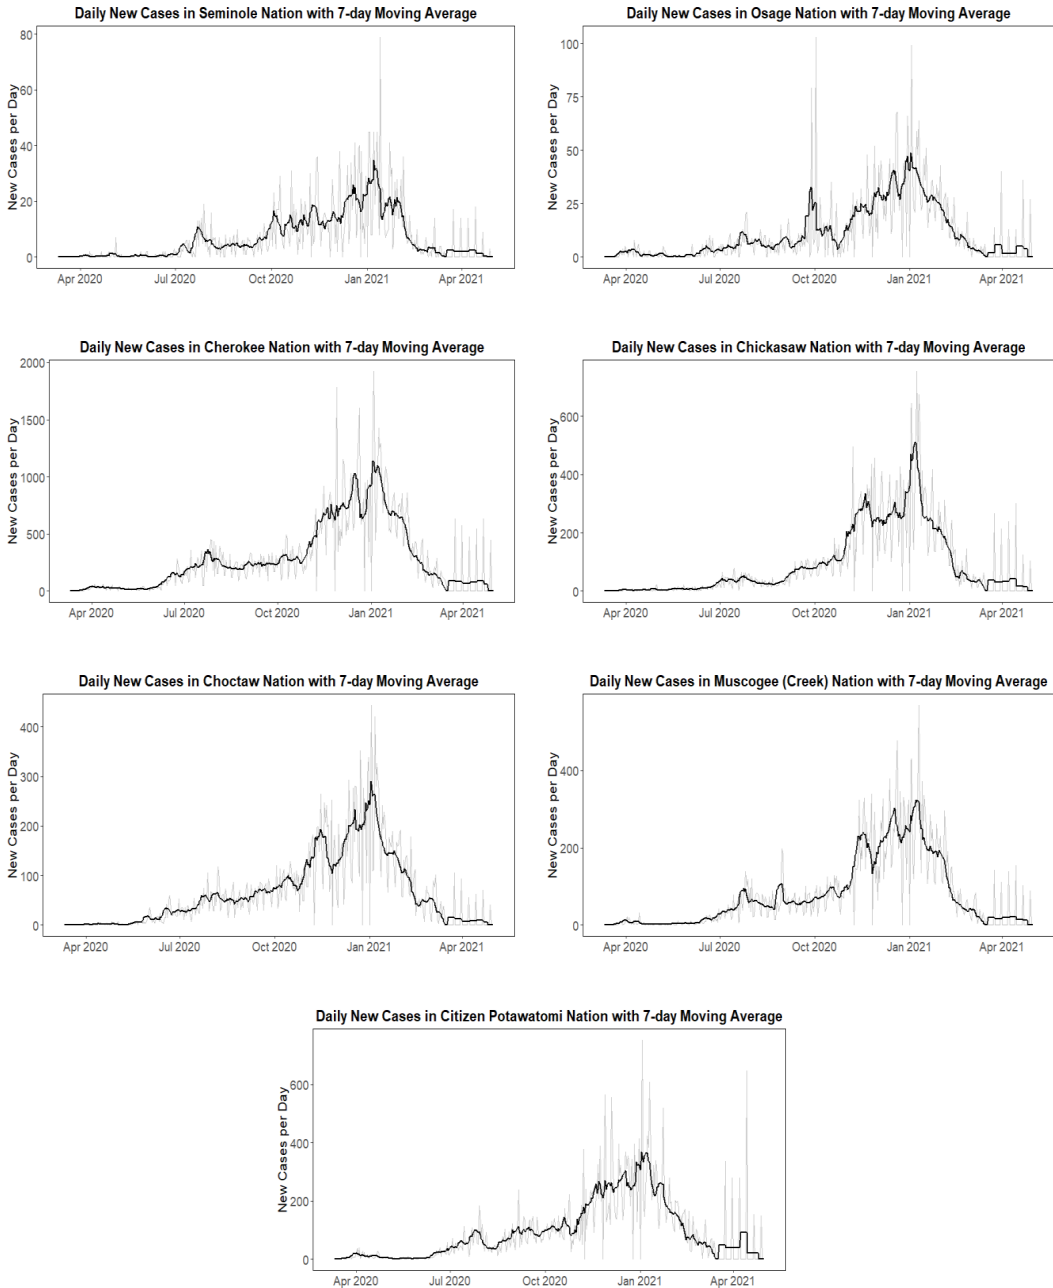 Daily New Cases in Seminole Nation with 7-day Moving Average
New Cases per Day
80
60
40
20
0
Apr 2020 Jul 2020 Oct 2020 Jan 2021 Apr 2021
Daily New Cases in Osage Nation with 7-day Moving Average
New Cases per Day
100
75
50
25
0
Apr 2020 Jul 2020 Oct 2020 Jan 2021 Apr 2021
Daily New Cases in Cherokee Nation with 7-day Moving Average
New Cases per Day
2000
1500
1000
500
0
Apr 2020 Jul 2020 Oct 2020 Jan 2021 Apr 2021
Daily New Cases in Chickasaw Nation with 7-day Moving Average
New Cases per Day
600
400
200
0
Apr 2020 Jul 2020 Oct 2020 Jan 2021 Apr 2021
Daily New Cases in Choctaw Nation with 7-day Moving Average
New Cases per Day
400
300
200
100
0
Apr 2020 Jul 2020 Oct 2020 Jan 2021 Apr 2021
Daily New Cases in Muscogee (Creek) Nation with 7-day Moving Average
New Cases per Day
400
200
0
Apr 2020 Jul 2020 Oct 2020 Jan 2021 Apr 2021
Daily New Cases in Citizen Potawatomi Nation with 7-day Moving Average
New Cases per Day
600
400
200
0
Apr 2020 Jul 2020 Oct 2020 Jan 2021 Apr 2021